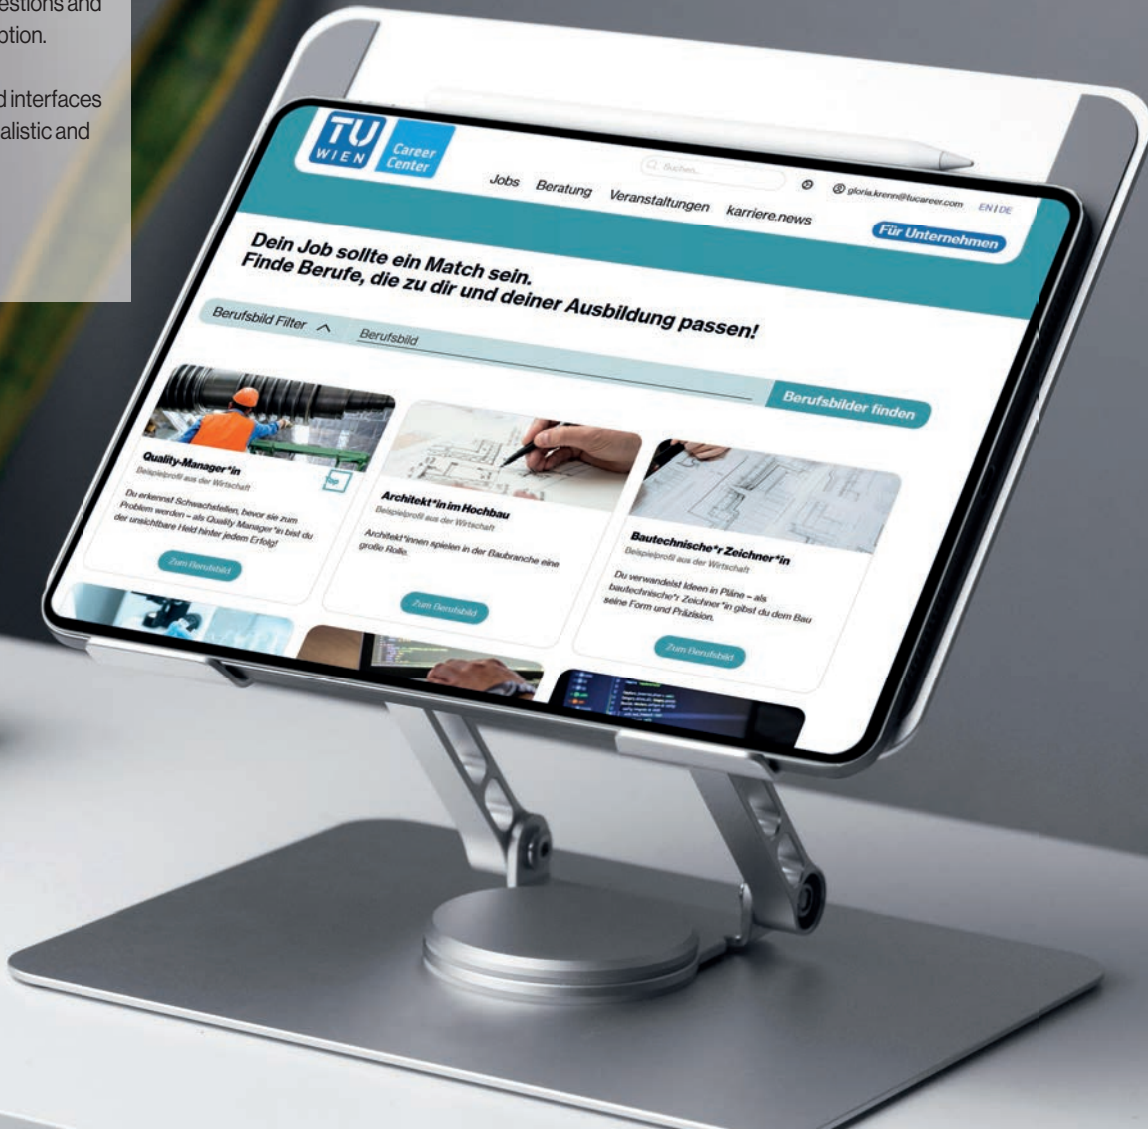 estions and
ption.
d interfaces
alistic and
TU
WIEN
Career
Center
Suchen...
gloria.krenn@tucareer.com
EN I DE
Jobs Beratung Veranstaltungen karriere.news
Für Unternehmen
Dein Job sollte ein Match sein.
Finde Berufe, die zu dir und deiner Ausbildung passen!
Berufsbild Filter
Berufsbild
Berufsbilder finden
Quality-Manager*in
Beispielprofil aus der Wirtschaft
Top
Du erkennst Schwachstellen, bevor sie zum
Problem werden – als Quality Manager*in bist du
der unsichtbare Held hinter jedem Erfolg!
Zum Berufsbild
Architekt*in im Hochbau
Beispielprofil aus der Wirtschaft
Architekt*innen spielen in der Baubranche eine
große Rolle.
Zum Berufsbild
Bautechnische*r Zeichner*in
Beispielprofil aus der Wirtschaft
Du verwandelst Ideen in Pläne – als
bautechnische*r Zeichner*in gibst du dem Bau
seine Form und Präzision.
Zum Berufsbild